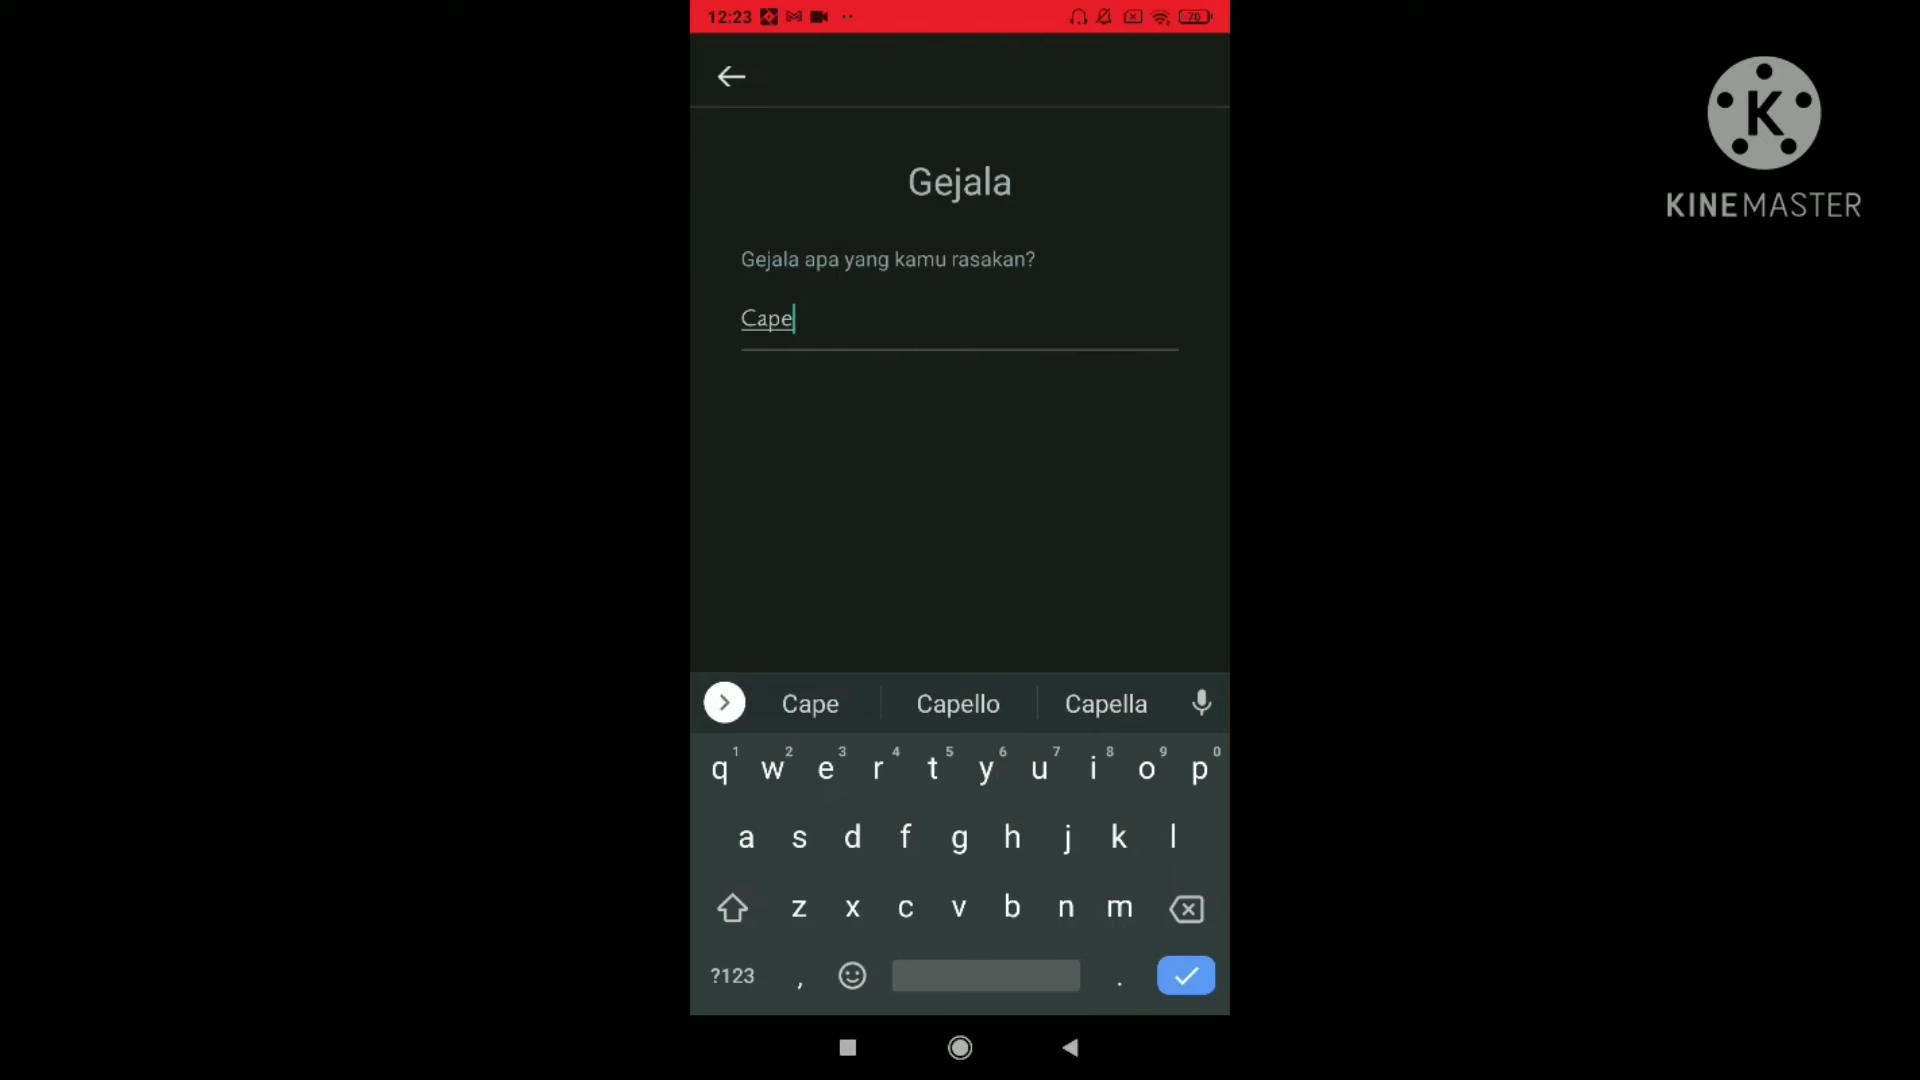 12:23
70
Gejala
Gejala apa yang kamu rasakan?
Cape
Cape Capello Capella
1 2 3 4 5 6 7 8 9 0
q w e r t y u i o p
a s d f g h j k l
z x c v b n m
?123 , .
K
KINEMASTER